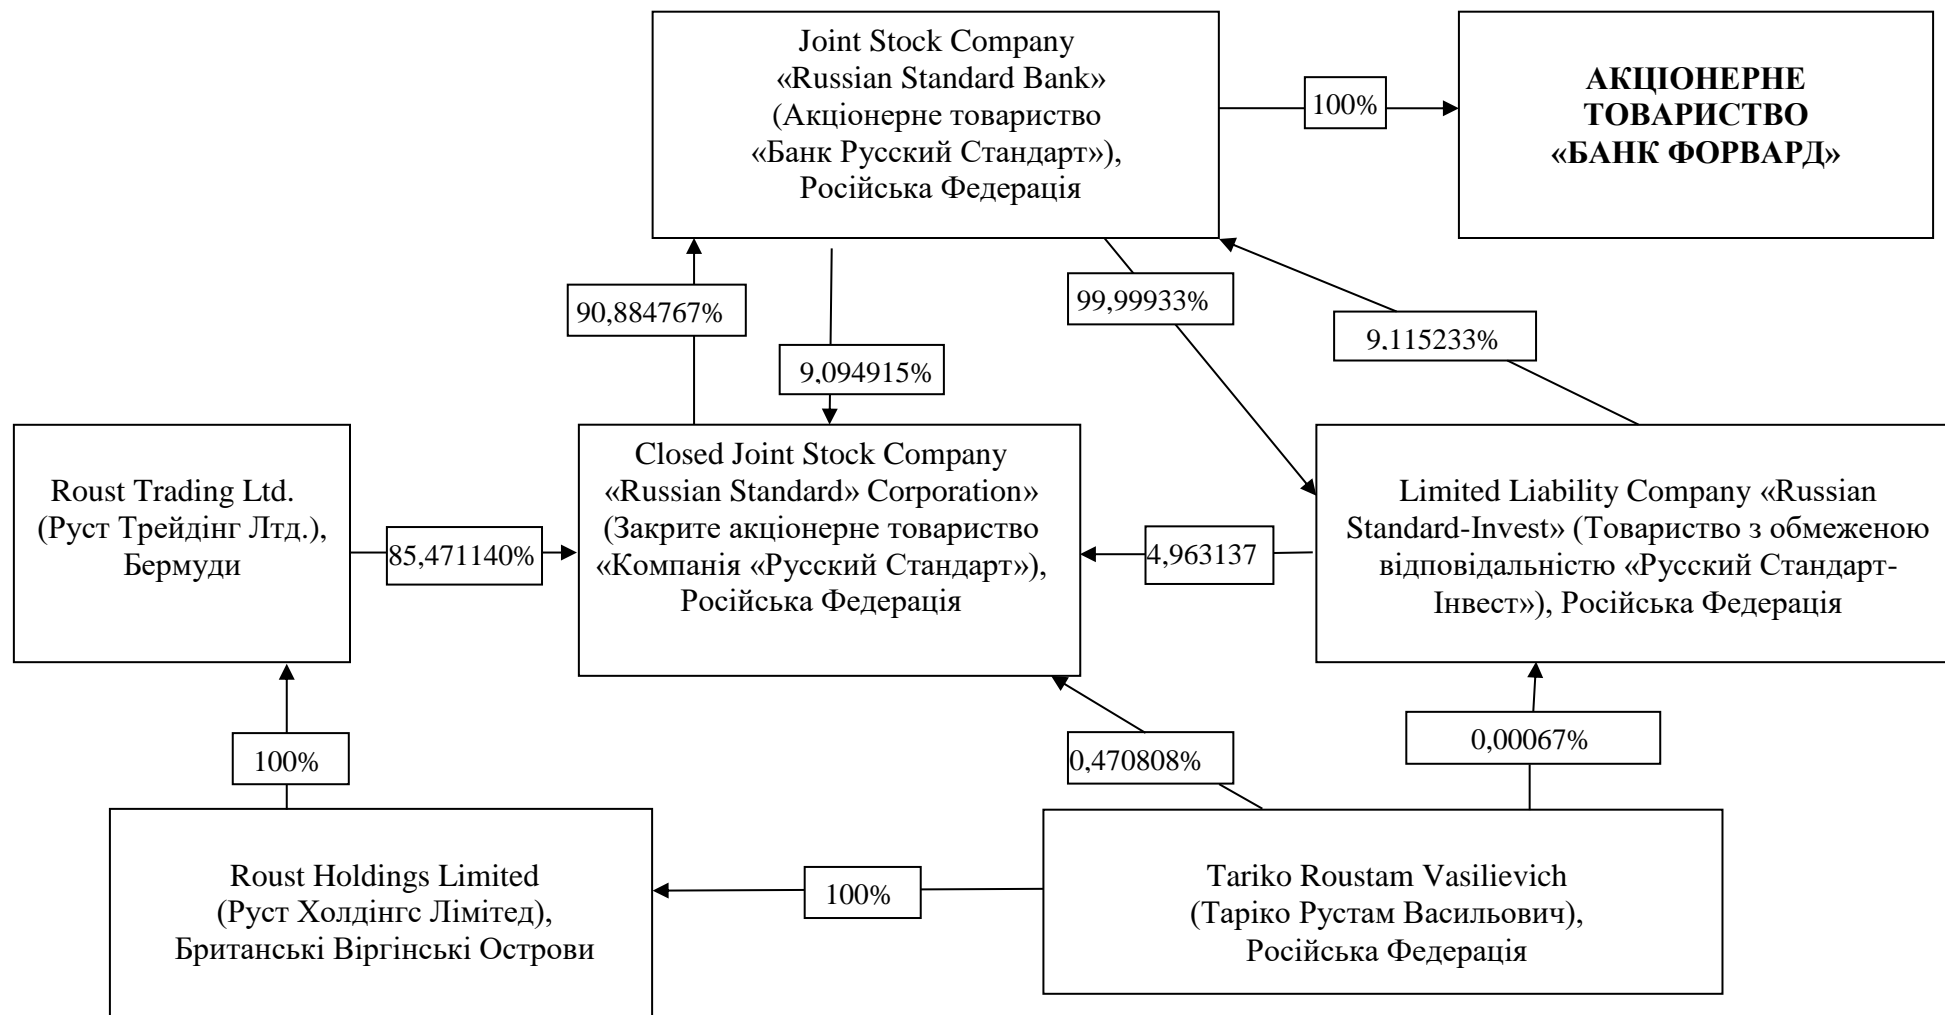 Joint Stock Company
«Russian Standard Bank»
(Акціонерне товариство
«Банк Русский Стандарт»),
Російська Федерація
100%
АКЦІОНЕРНЕ
ТОВАРИСТВО
«БАНК ФОРВАРД»
90,884767%
99,99933%
9,115233%
9,094915%
Roust Trading Ltd.
(Руст Трейдінг Лтд.),
Бермуди
85,471140%
Closed Joint Stock Company
«Russian Standard» Corporation»
(Закрите акціонерне товариство
«Компанія «Русский Стандарт»),
Російська Федерація
4,963137
Limited Liability Company «Russian
Standard-Invest» (Товариство з обмеженою
відповідальністю «Русский Стандарт-
Інвест»), Російська Федерація
100%
0,470808%
0,00067%
Roust Holdings Limited
(Руст Холдінгс Лімітед),
Британські Віргінські Острови
100%
Tariko Roustam Vasilievich
(Таріко Рустам Васильович),
Російська Федерація